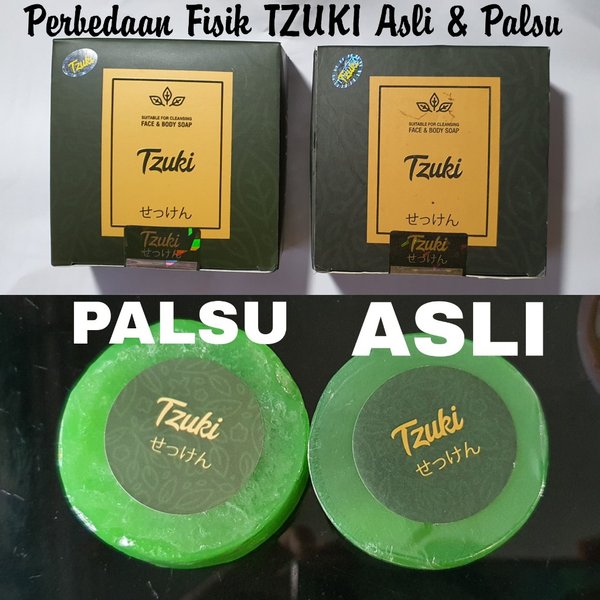 Perbedaan Fisik TZUKI Asli & Palsu
Tzuki
SUITABLE FOR CLEANSING
FACE & BODY SOAP
Tzuki
せっけん
Tzuki
せっけん
Tzuki
SUITABLE FOR CLEANSING
FACE & BODY SOAP
Tzuki
せっけん
Tzuki
せっけん
PALSU
ASLI
Tzuki
せっけん
Tzuki
せっけん